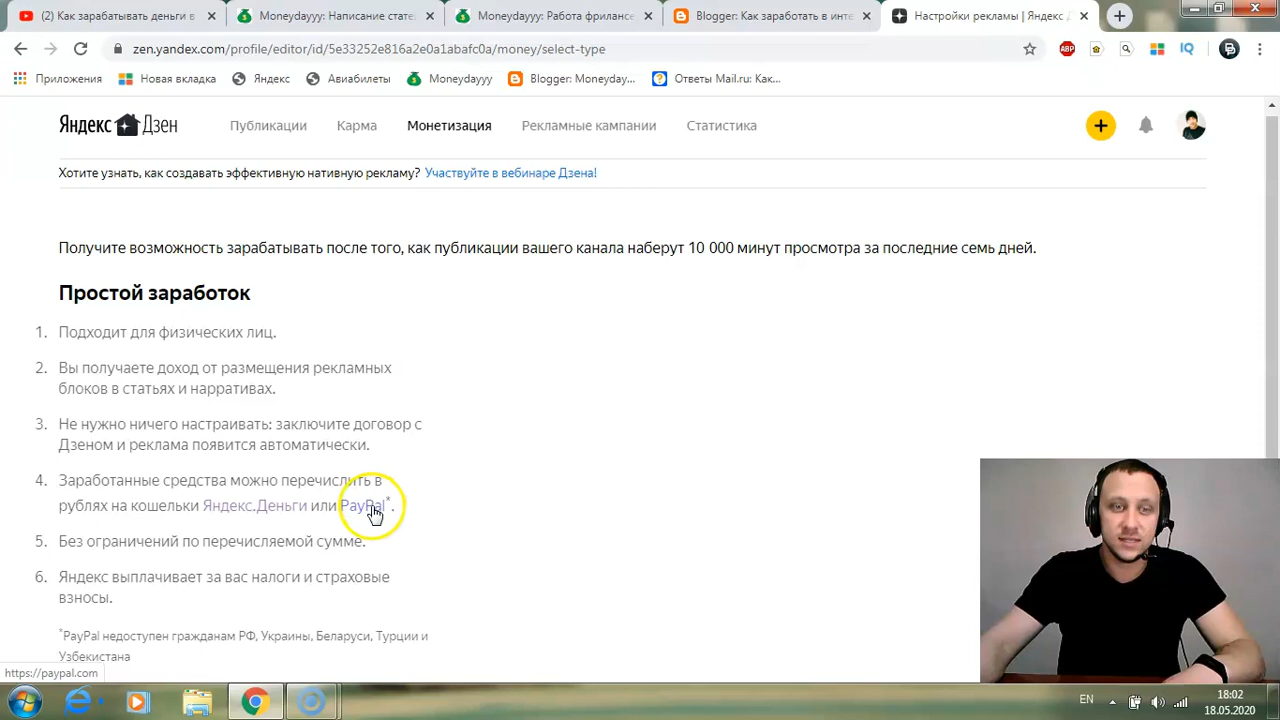 (2) Как зарабатывать деньги в
Moneydayyy: Написание стат
Moneydayyy: Работа фрилансе
Blogger: Как заработать в инте
Настройки рекламы | Яндекс Д
zen.yandex.com/profile/editor/id/5e33252e816a2e0a1abafc0a/money/select-type
ABP
IQ
Приложения
Новая вкладка
Яндекс
Авиабилеты
Moneydayyy
Blogger: Moneyday...
Ответы Mail.ru: Как...
Яндекс Дзен
Публикации
Карма
Монетизация
Рекламные кампании
Статистика
Хотите узнать, как создавать эффективную нативную рекламу? Участвуйте в вебинаре Дзена!
Получите возможность зарабатывать после того, как публикации вашего канала наберут 10 000 минут просмотра за последние семь дней.
Простой заработок
1. Подходит для физических лиц.
2. Вы получаете доход от размещения рекламных
блоков в статьях и нарративах.
3. Не нужно ничего настраивать: заключите договор с
Дзеном и реклама появится автоматически.
4. Заработанные средства можно перечислить в
рублях на кошельки Яндекс.Деньги или PayPal*.
5. Без ограничений по перечисляемой сумме.
6. Яндекс выплачивает за вас налоги и страховые
взносы.
*PayPal недоступен гражданам РФ, Украины, Беларуси, Турции и
Узбекистана
https://paypal.com
EN
18:02
18.05.2020